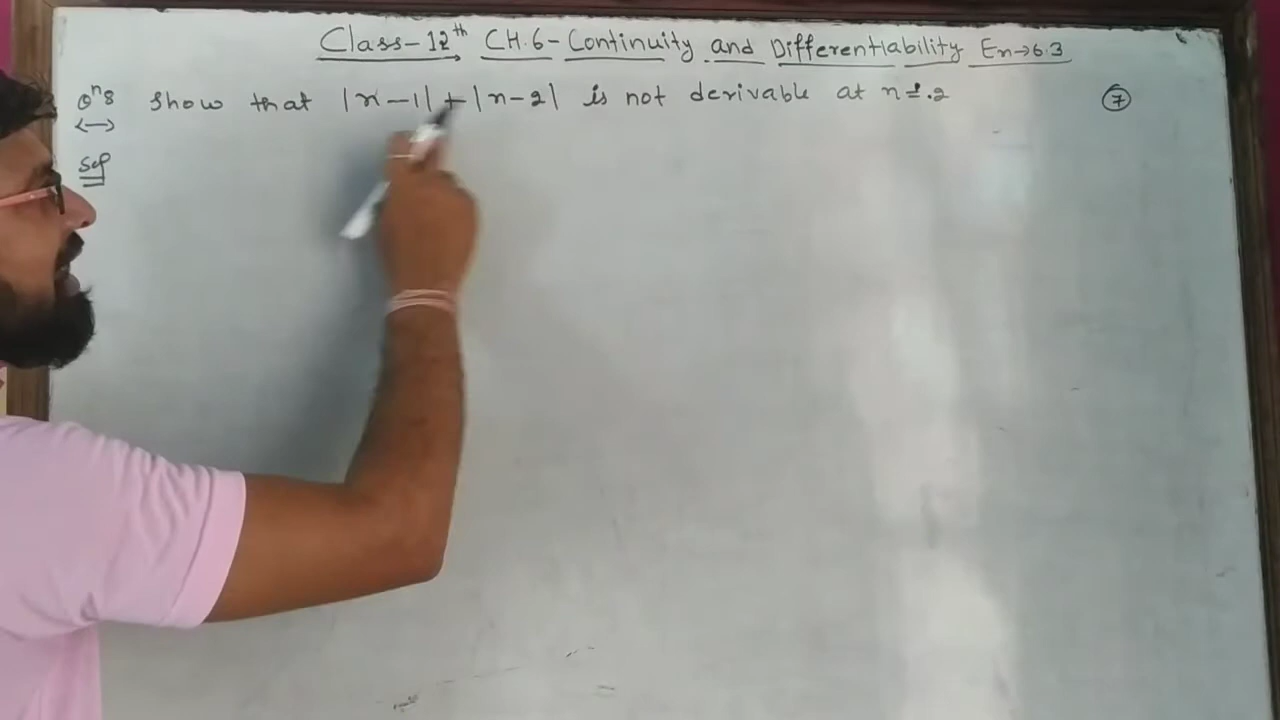 Class-12th CH.6-Continuity and Differentiability Ex→6.3
Qn8 Show that |x-1|+|x-2| is not derivable at x=2 7
Sol